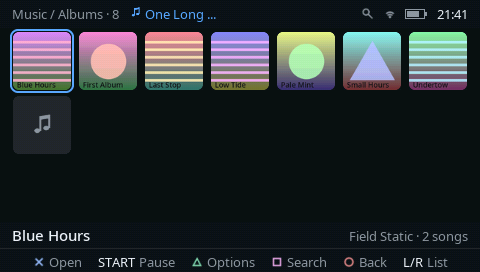 Music / Albums · 8 One Long ... 21:41
Blue Hours First Album Last Stop Low Tide Pale Mint Small Hours Undertow
Blue Hours Field Static · 2 songs
Open START Pause Options Search Back L/R List